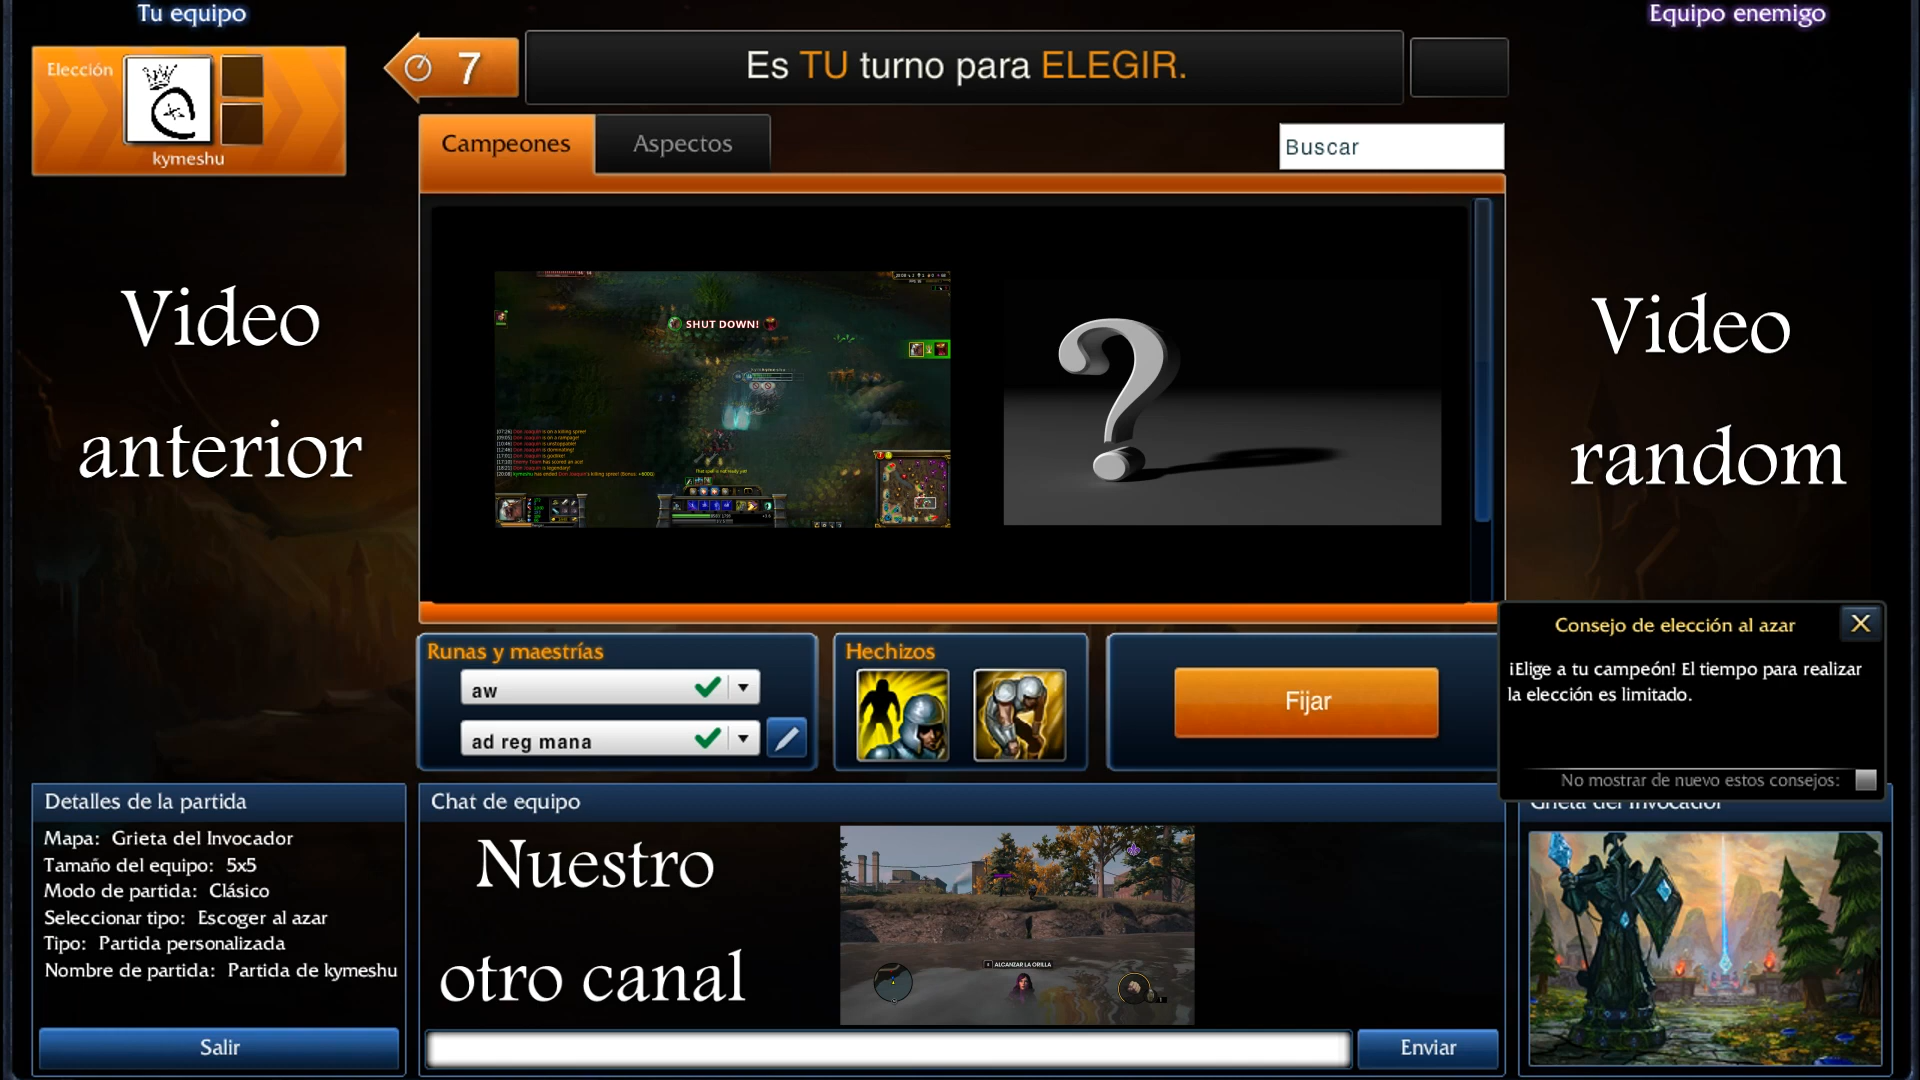 Tu equipo
Equipo enemigo
Elección
kymeshu
7
Es TU turno para ELEGIR.
Campeones
Aspectos
Buscar
Video
anterior
SHUT DOWN!
Video
random
Runas y maestrías
aw
ad reg mana
Hechizos
Fijar
Consejo de elección al azar
¡Elige a tu campeón! El tiempo para realizar
la elección es limitado.
No mostrar de nuevo estos consejos:
Detalles de la partida
Mapa: Grieta del Invocador
Tamaño del equipo: 5x5
Modo de partida: Clásico
Seleccionar tipo: Escoger al azar
Tipo: Partida personalizada
Nombre de partida: Partida de kymeshu
Salir
Chat de equipo
Nuestro
otro canal
ALCANZAR LA ORILLA
Enviar
Grieta del Invocador